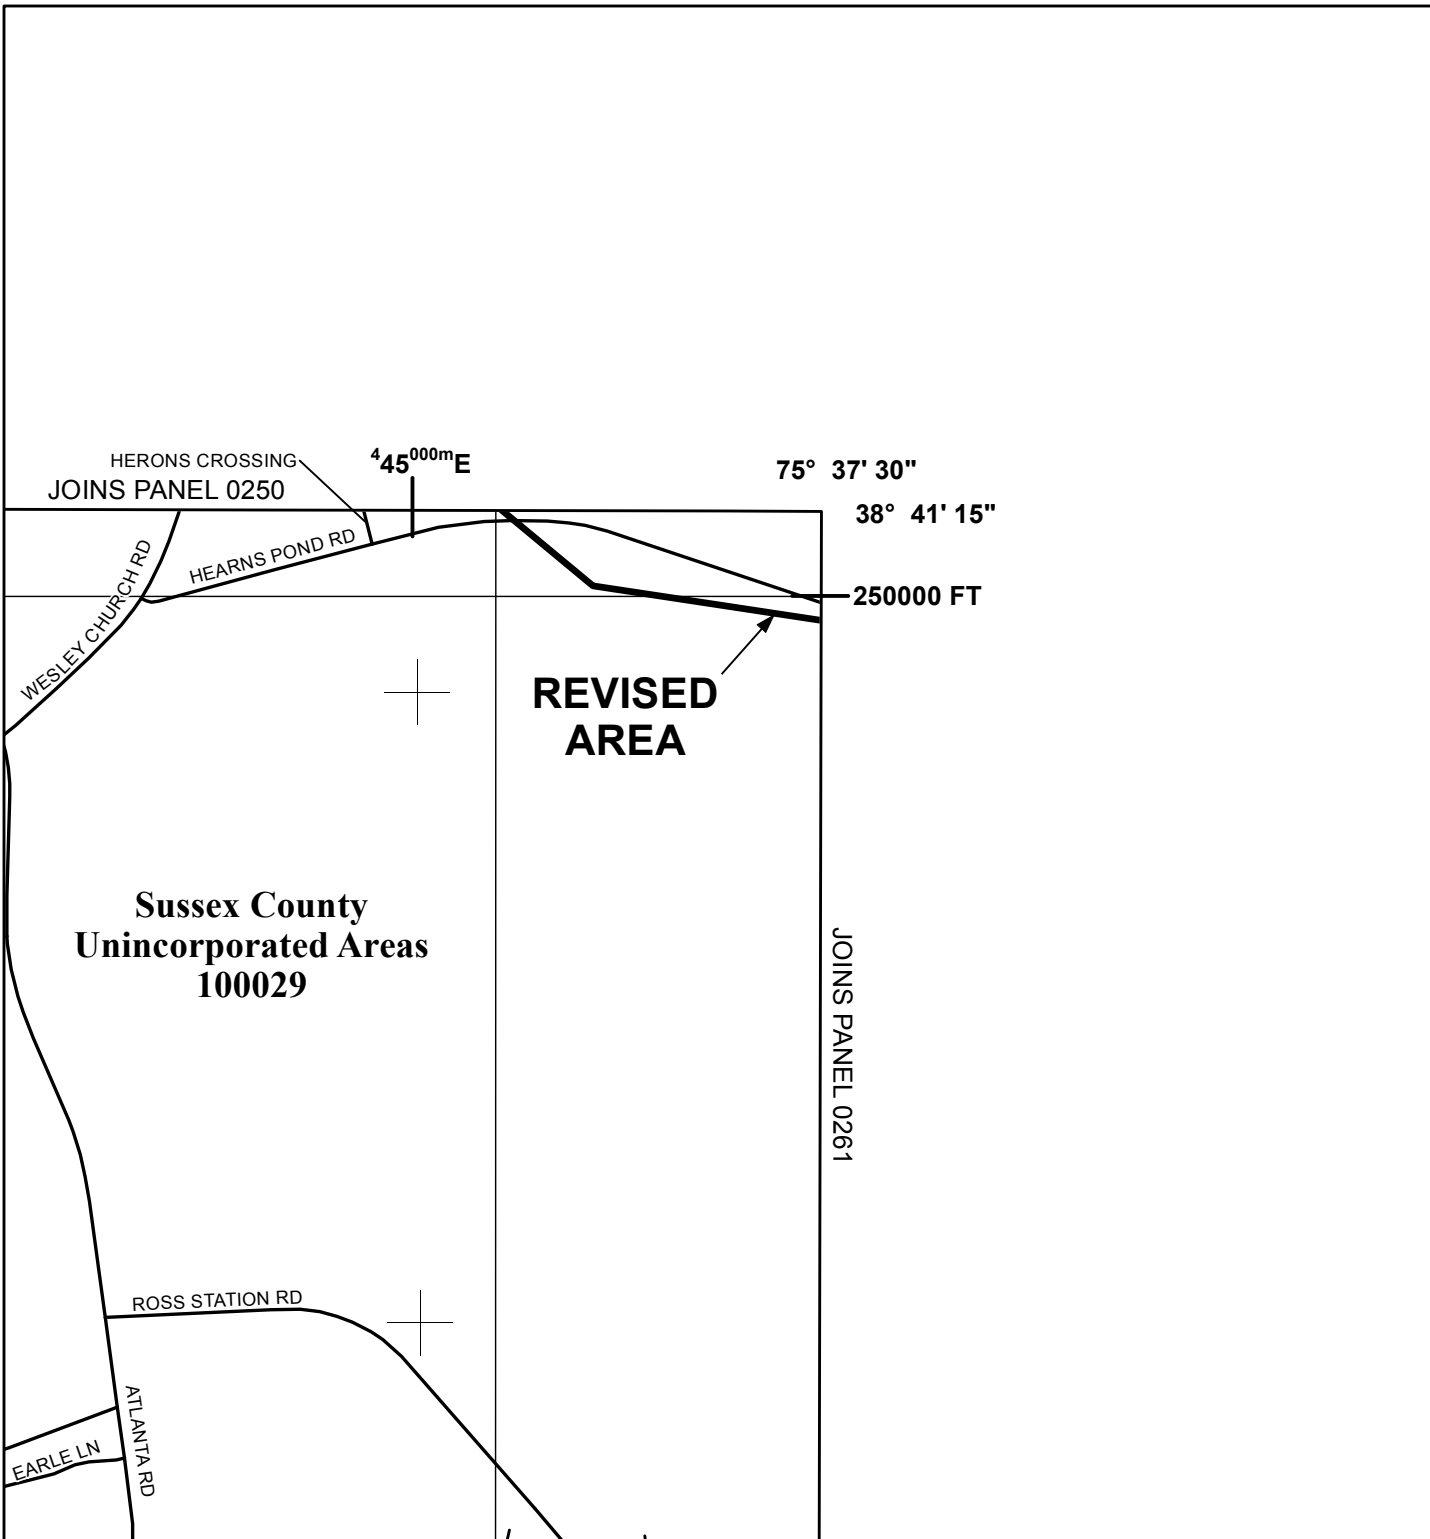 HERONS CROSSING
445000mE
75° 37' 30"
JOINS PANEL 0250
38° 41' 15"
HEARNS POND RD
WESLEY CHURCH RD
250000 FT
REVISED
AREA
Sussex County
Unincorporated Areas
100029
JOINS PANEL 0261
ROSS STATION RD
ATLANTA RD
EARLE LN